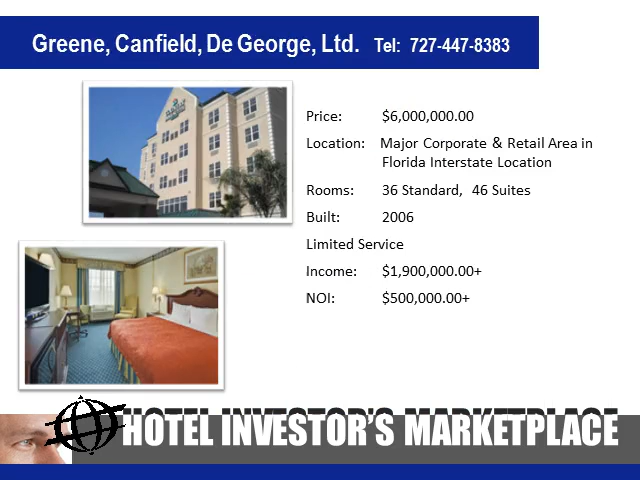 Greene, Canfield, De George, Ltd. Tel: 727-447-8383
Price: $6,000,000.00
Location: Major Corporate & Retail Area in
Florida Interstate Location
Rooms: 36 Standard, 46 Suites
Built: 2006
Limited Service
Income: $1,900,000.00+
NOI: $500,000.00+
HOTEL INVESTOR'S MARKETPLACE